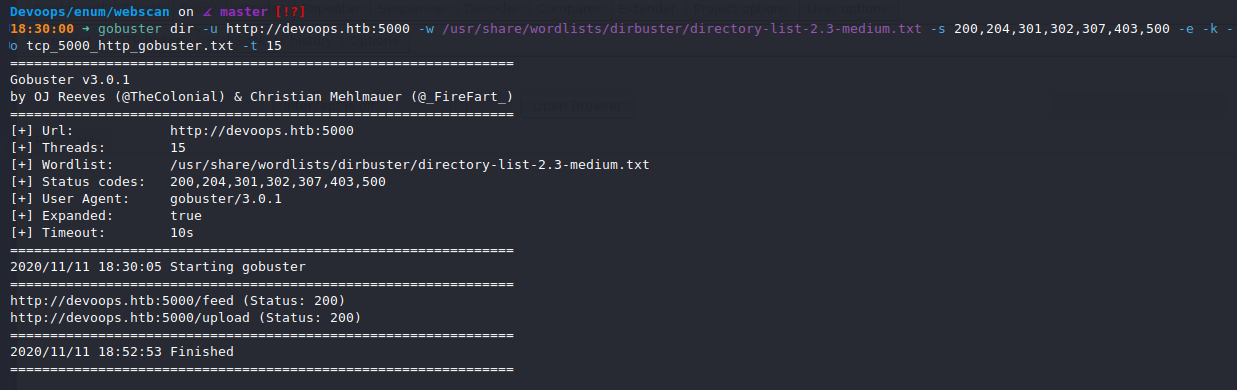 Devoops/enum/webscan on master [!?]
18:30:00 → gobuster dir -u http://devoops.htb:5000 -w /usr/share/wordlists/dirbuster/directory-list-2.3-medium.txt -s 200,204,301,302,307,403,500 -e -k -
o tcp_5000_http_gobuster.txt -t 15
===============================================================
Gobuster v3.0.1
by OJ Reeves (@TheColonial) & Christian Mehlmauer (@_FireFart_)
===============================================================
[+] Url: http://devoops.htb:5000
[+] Threads: 15
[+] Wordlist: /usr/share/wordlists/dirbuster/directory-list-2.3-medium.txt
[+] Status codes: 200,204,301,302,307,403,500
[+] User Agent: gobuster/3.0.1
[+] Expanded: true
[+] Timeout: 10s
===============================================================
2020/11/11 18:30:05 Starting gobuster
===============================================================
http://devoops.htb:5000/feed (Status: 200)
http://devoops.htb:5000/upload (Status: 200)
===============================================================
2020/11/11 18:52:53 Finished
===============================================================